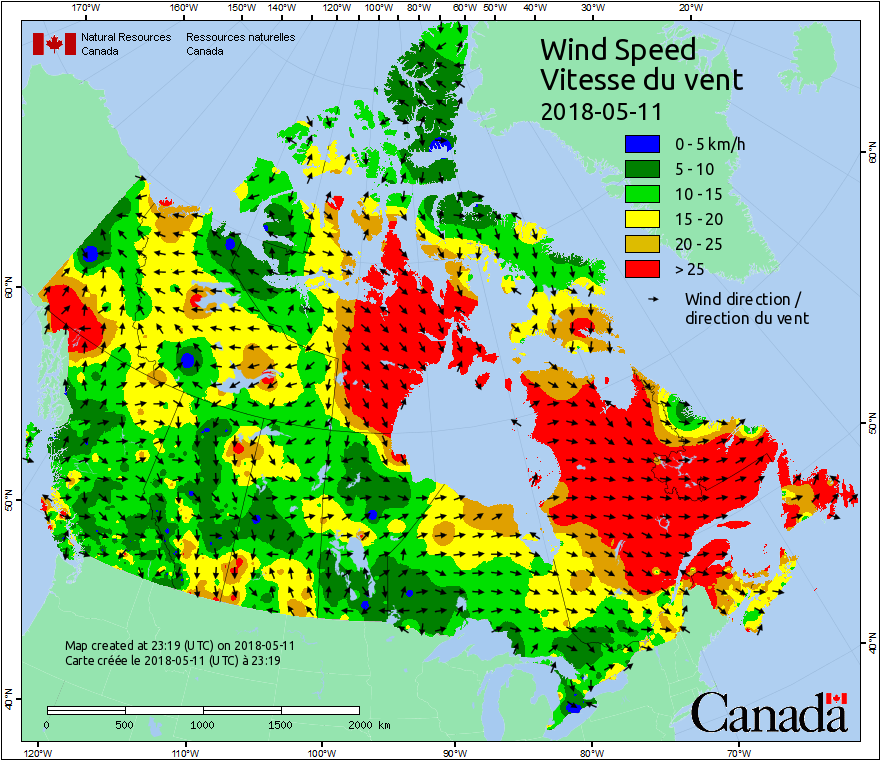 170°W 160°W 150°W 140°W 130°W 120°W 110°W 100°W 90°W 80°W 70°W 60°W 50°W 40°W 30°W 20°W
Natural Resources Ressources naturelles
Canada Canada
Wind Speed
Vitesse du vent
2018-05-11
0 - 5 km/h
5 - 10
10 - 15
15 - 20
20 - 25
> 25
Wind direction /
direction du vent
60°N
60°N
50°N
50°N
40°N
40°N
Map created at 23:19 (UTC) on 2018-05-11
Carte créée le 2018-05-11 (UTC) à 23:19
0 500 1000 1500 2000 km
Canada
120°W 110°W 100°W 90°W 80°W 70°W